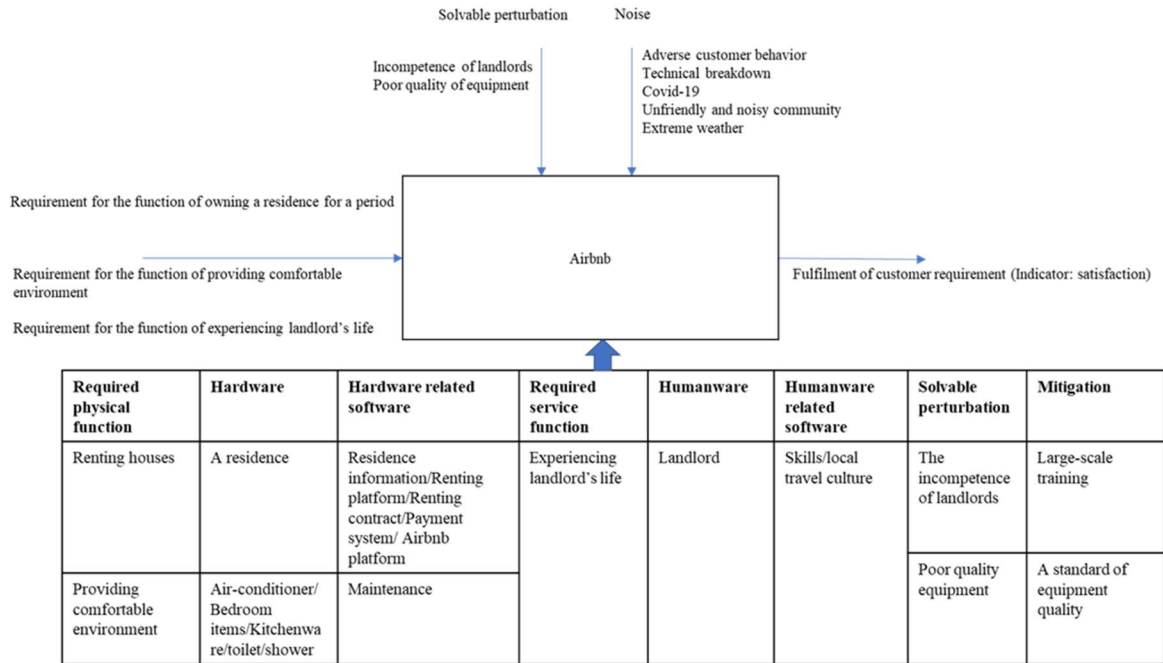 Solvable perturbation
Noise
Incompetence of landlords
Poor quality of equipment
Adverse customer behavior
Technical breakdown
Covid-19
Unfriendly and noisy community
Extreme weather
Requirement for the function of owning a residence for a period
Requirement for the function of providing comfortable
environment
Requirement for the function of experiencing landlord's life
Airbnb
Fulfilment of customer requirement (Indicator: satisfaction)
Required
physical
function
Hardware
Hardware related
software
Required
service
function
Humanware
Humanware
related
software
Solvable
perturbation
Mitigation
Renting houses
A residence
Residence
information/Renting
platform/Renting
contract/Payment
system/ Airbnb
platform
Experiencing
landlord's life
Landlord
Skills/local
travel culture
The
incompetence
of landlords
Large-scale
training
Providing
comfortable
environment
Air-conditioner/
Bedroom
items/Kitchenwa
re/toilet/shower
Maintenance
Poor quality
equipment
A standard of
equipment
quality